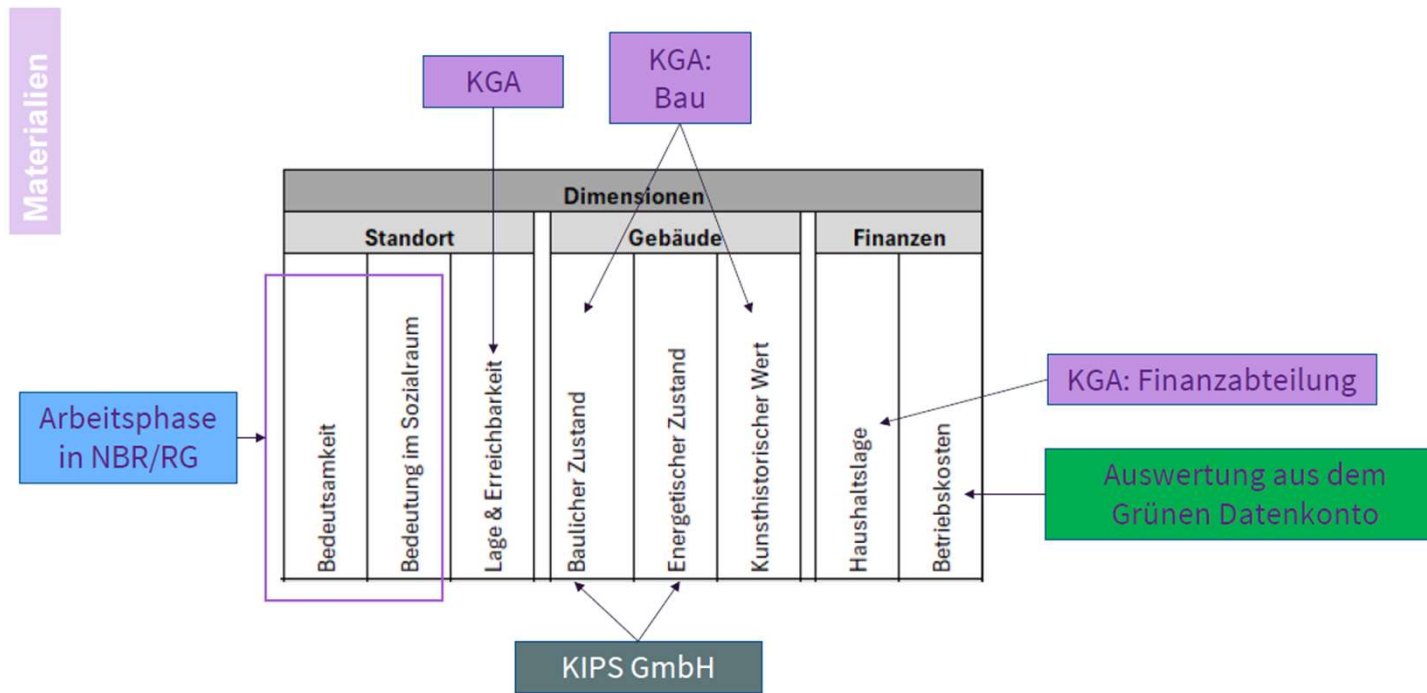 Materialien
KGA
KGA:
Bau
Dimensionen
Standort
Gebäude
Finanzen
Bedeutsamkeit
Bedeutung im Sozialraum
Lage & Erreichbarkeit
Baulicher Zustand
Energetischer Zustand
Kunsthistorischer Wert
Haushaltslage
Betriebskosten
Arbeitsphase
in NBR/RG
KGA: Finanzabteilung
Auswertung aus dem
Grünen Datenkonto
KIPS GmbH